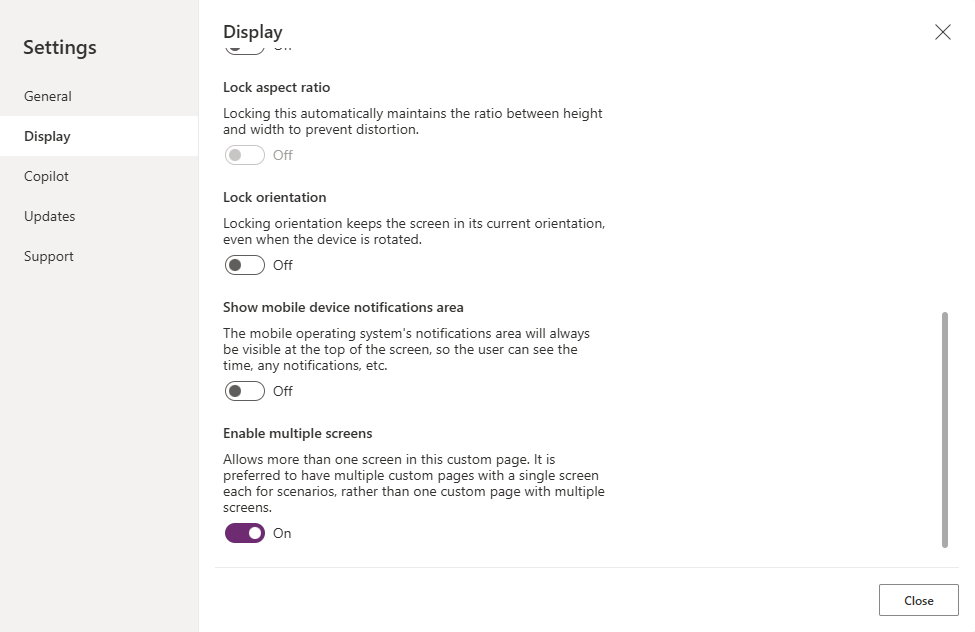 Settings
General
Display
Copilot
Updates
Support
Display
Lock aspect ratio
Locking this automatically maintains the ratio between height
and width to prevent distortion.
Off
Lock orientation
Locking orientation keeps the screen in its current orientation,
even when the device is rotated.
Off
Show mobile device notifications area
The mobile operating system's notifications area will always
be visible at the top of the screen, so the user can see the
time, any notifications, etc.
Off
Enable multiple screens
Allows more than one screen in this custom page. It is
preferred to have multiple custom pages with a single screen
each for scenarios, rather than one custom page with multiple
screens.
On
Close